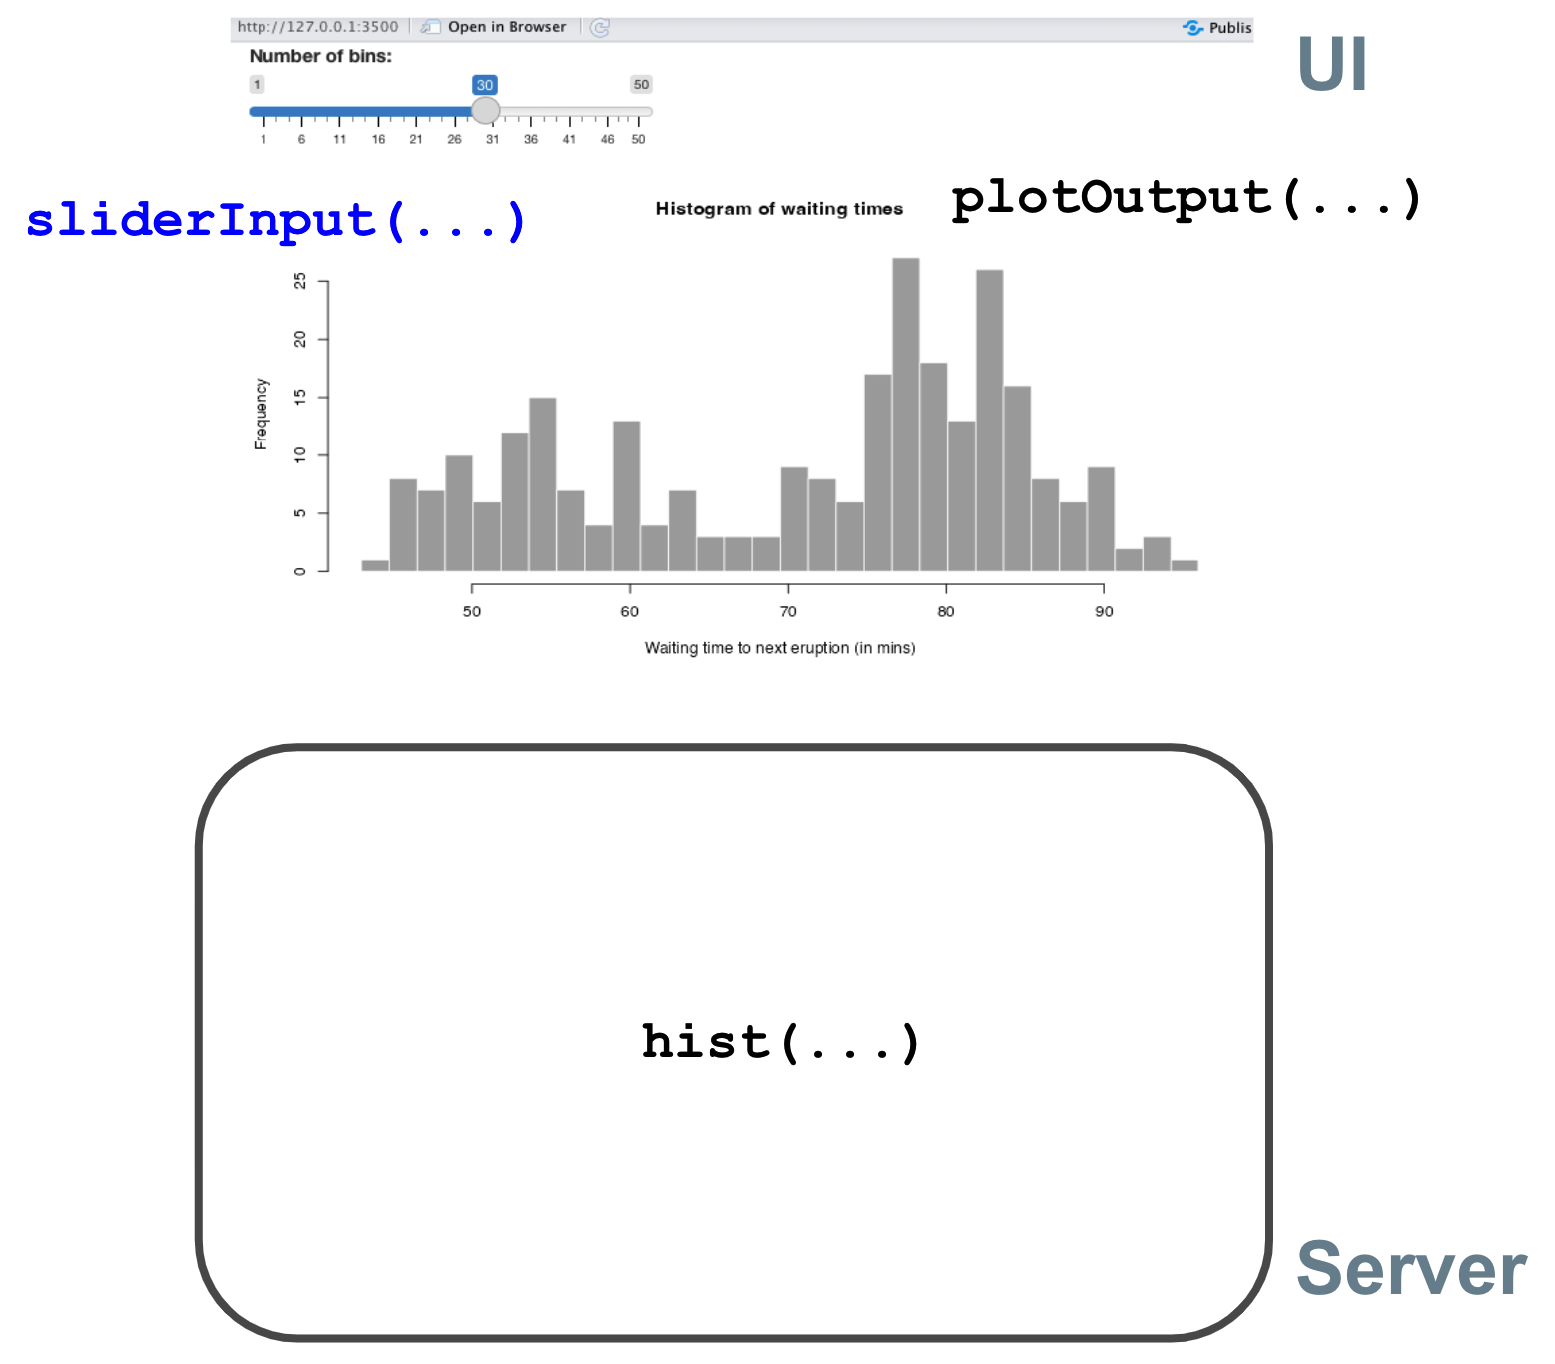 http://127.0.0.1:3500 Open in Browser Publis
UI
Number of bins:
1 30 50
1 6 11 16 21 26 31 36 41 46 50
sliderInput(...)
Histogram of waiting times
plotOutput(...)
Frequency
25
20
15
10
5
0
50 60 70 80 90
Waiting time to next eruption (in mins)
hist(...)
Server